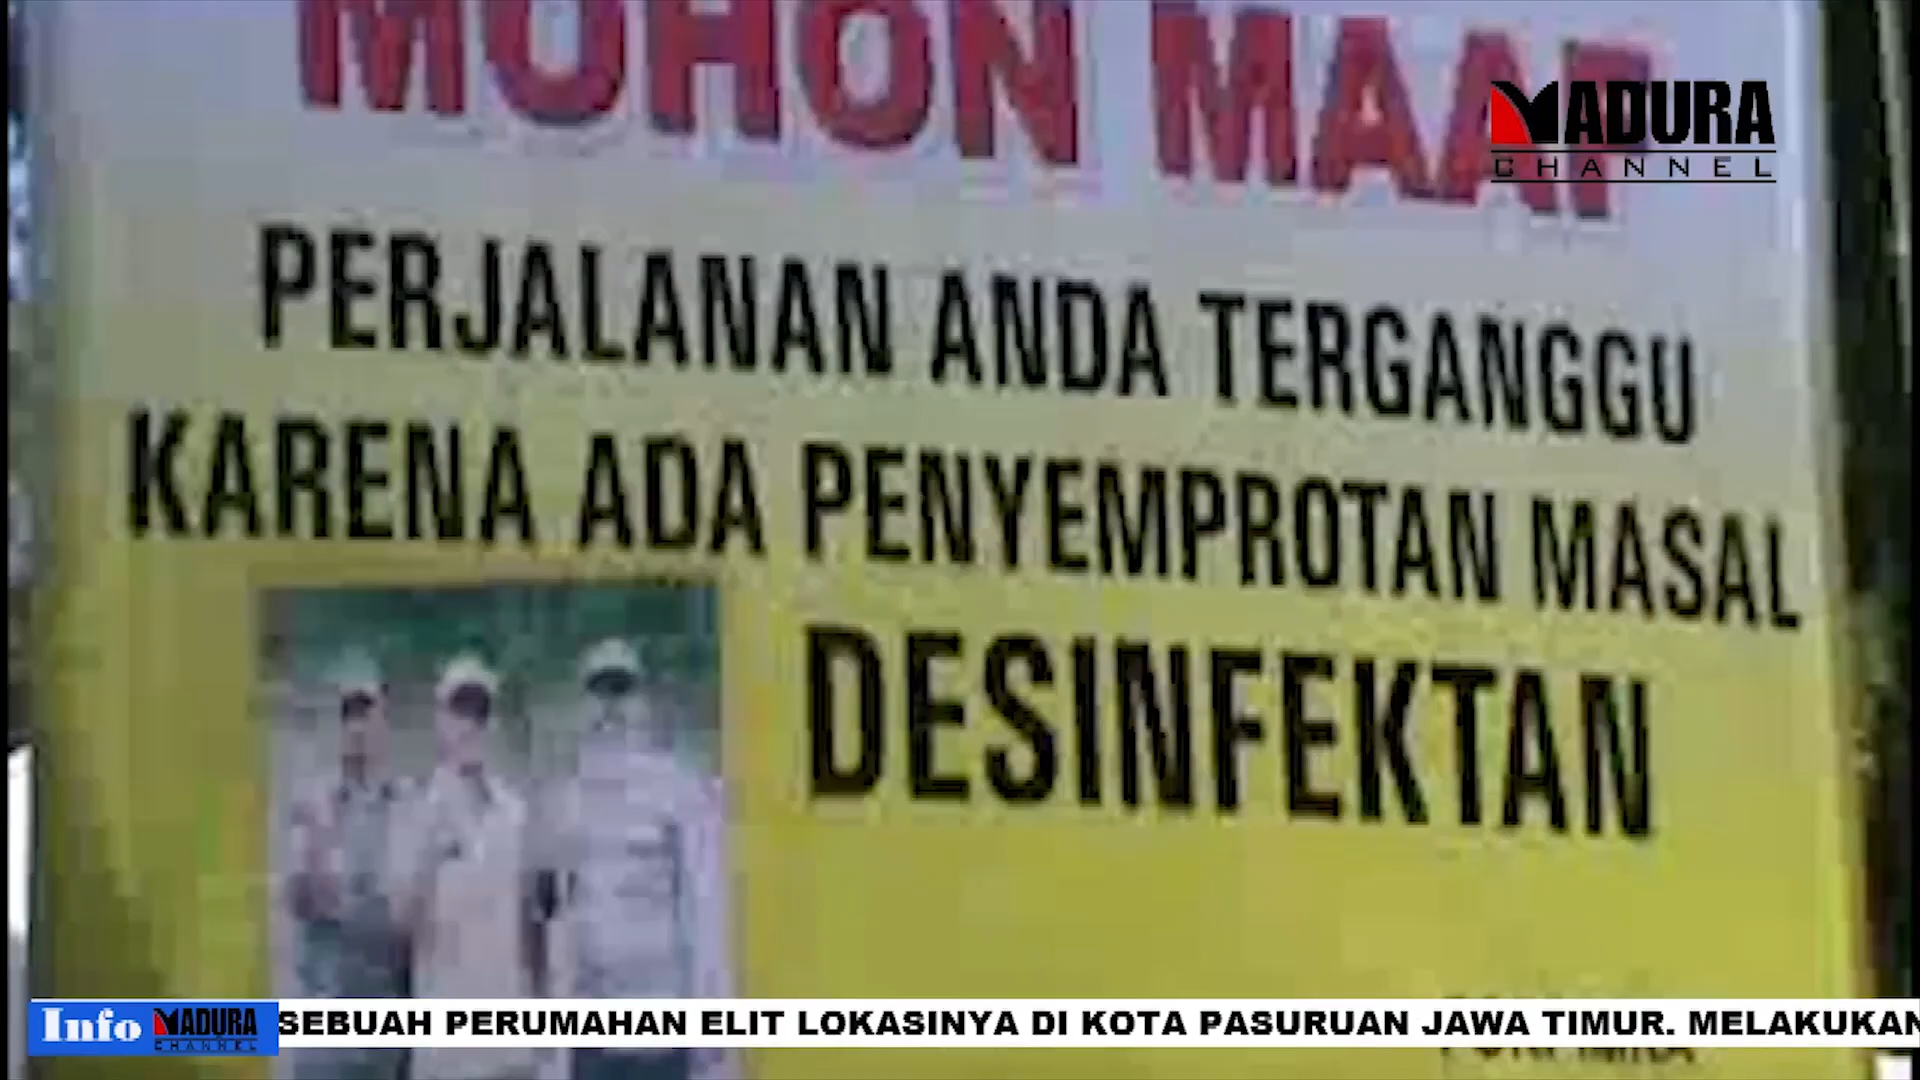 MOHON MAAF
MADURA
CHANNEL
PERJALANAN ANDA TERGANGGU
KARENA ADA PENYEMPROTAN MASAL
DESINFEKTAN
Info MADURA CHANNEL SEBUAH PERUMAHAN ELIT LOKASINYA DI KOTA PASURUAN JAWA TIMUR. MELAKUKAN